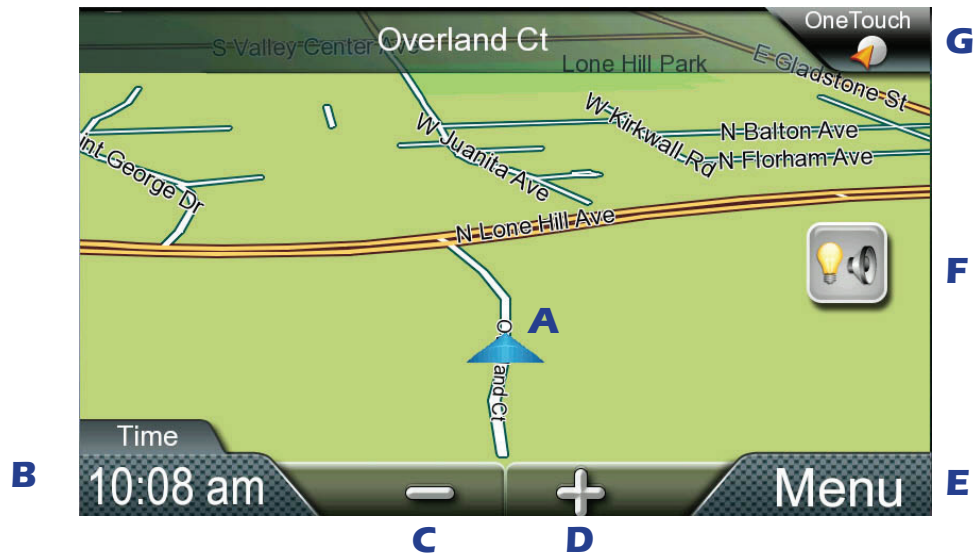 OneTouch
G
S Valley Center Ave
Overland Ct
Lone Hill Park
E Gladstone St
W Kirkwall Rd
N Balton Ave
W Juanita Ave
N Florham Ave
int George Dr
N Lone Hill Ave
F
A
and Ct
Time
B
10:08 am
Menu
E
C
D